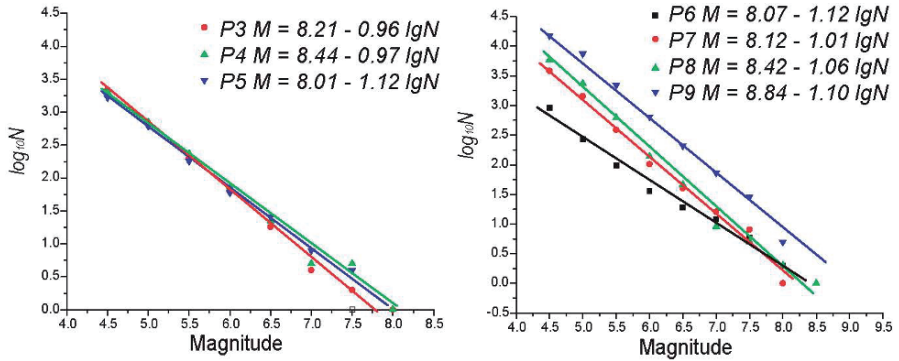 4.5
4.0
3.5
3.0
2.5
2.0
1.5
1.0
0.5
0.0
log₁₀N
P3 M = 8.21 - 0.96 lgN
P4 M = 8.44 - 0.97 lgN
P5 M = 8.01 - 1.12 lgN
4.0 4.5 5.0 5.5 6.0 6.5 7.0 7.5 8.0 8.5
Magnitude
4.5
4.0
3.5
3.0
2.5
2.0
1.5
1.0
0.5
0.0
-0.5
log₁₀N
P6 M = 8.07 - 1.12 lgN
P7 M = 8.12 - 1.01 lgN
P8 M = 8.42 - 1.06 lgN
P9 M = 8.84 - 1.10 lgN
4.0 4.5 5.0 5.5 6.0 6.5 7.0 7.5 8.0 8.5 9.0 9.5
Magnitude